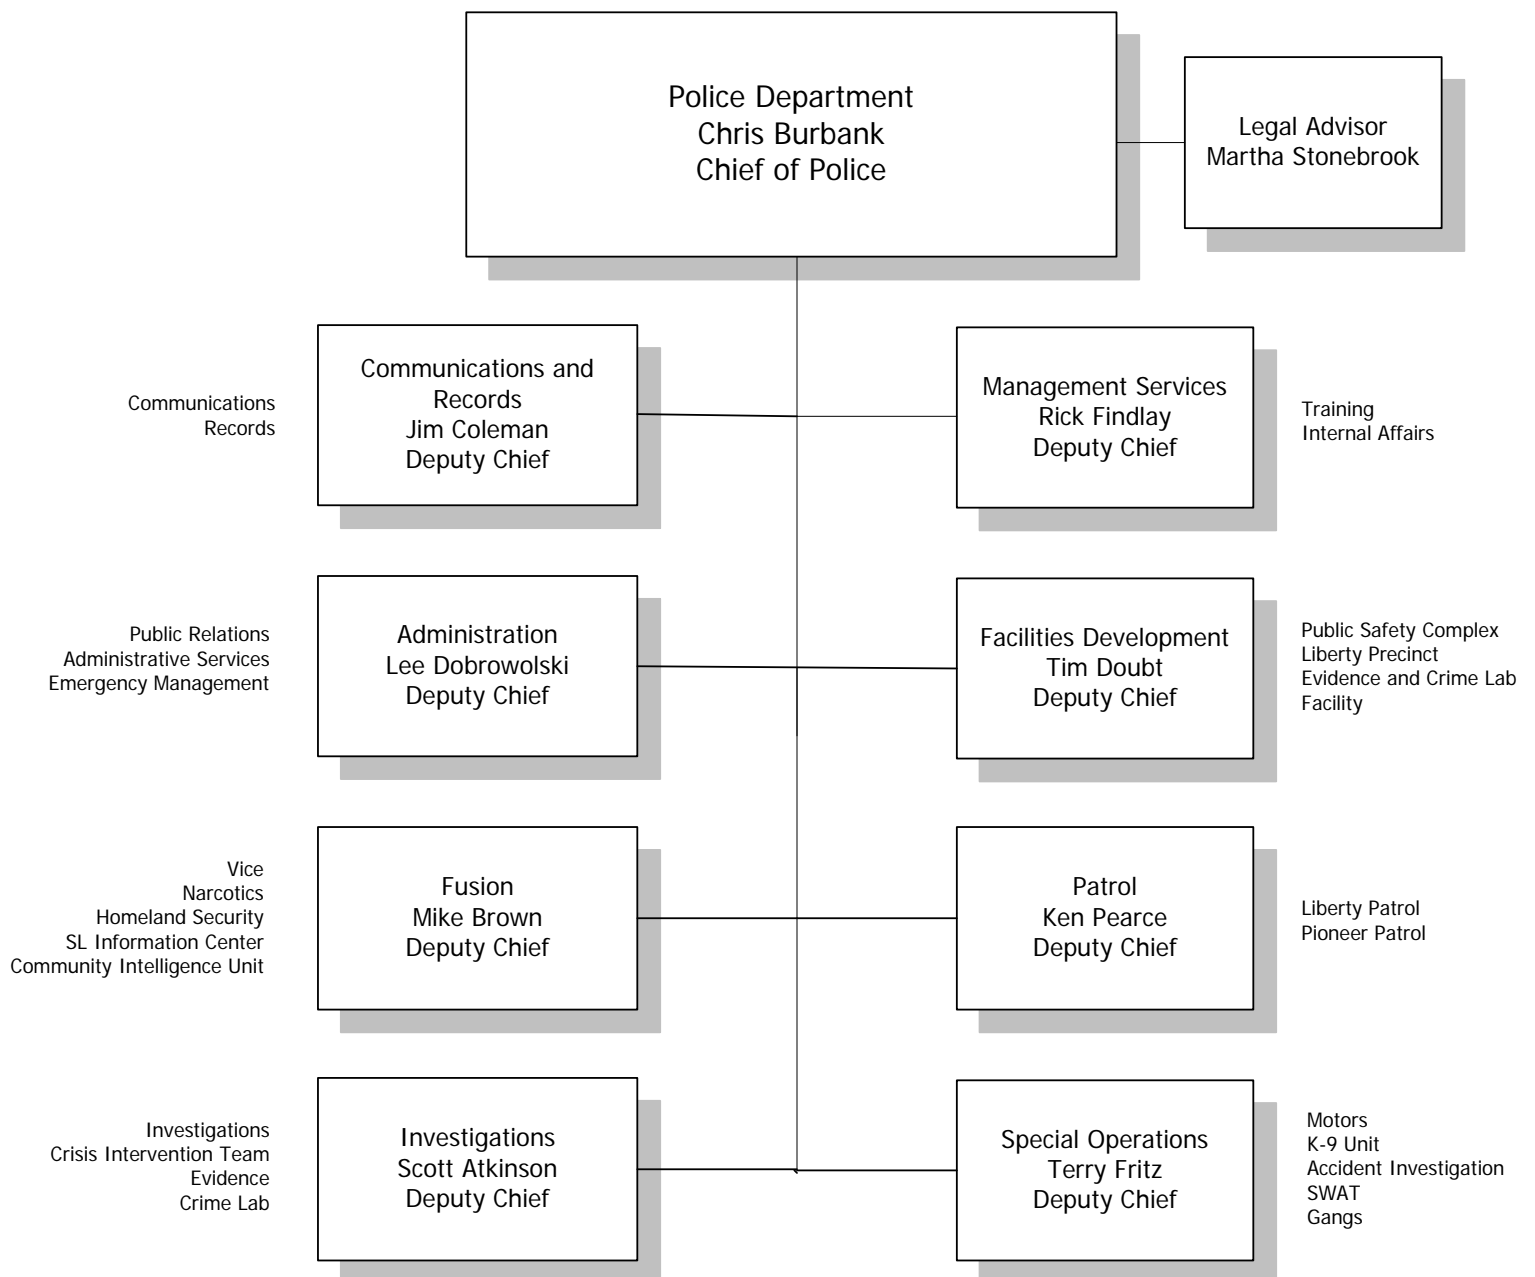 Police Department
Chris Burbank
Chief of Police
Legal Advisor
Martha Stonebrook
Communications
Records
Communications and
Records
Jim Coleman
Deputy Chief
Management Services
Rick Findlay
Deputy Chief
Training
Internal Affairs
Public Relations
Administrative Services
Emergency Management
Administration
Lee Dobrowolski
Deputy Chief
Facilities Development
Tim Doubt
Deputy Chief
Public Safety Complex
Liberty Precinct
Evidence and Crime Lab
Facility
Vice
Narcotics
Homeland Security
SL Information Center
Community Intelligence Unit
Fusion
Mike Brown
Deputy Chief
Patrol
Ken Pearce
Deputy Chief
Liberty Patrol
Pioneer Patrol
Investigations
Crisis Intervention Team
Evidence
Crime Lab
Investigations
Scott Atkinson
Deputy Chief
Special Operations
Terry Fritz
Deputy Chief
Motors
K-9 Unit
Accident Investigation
SWAT
Gangs